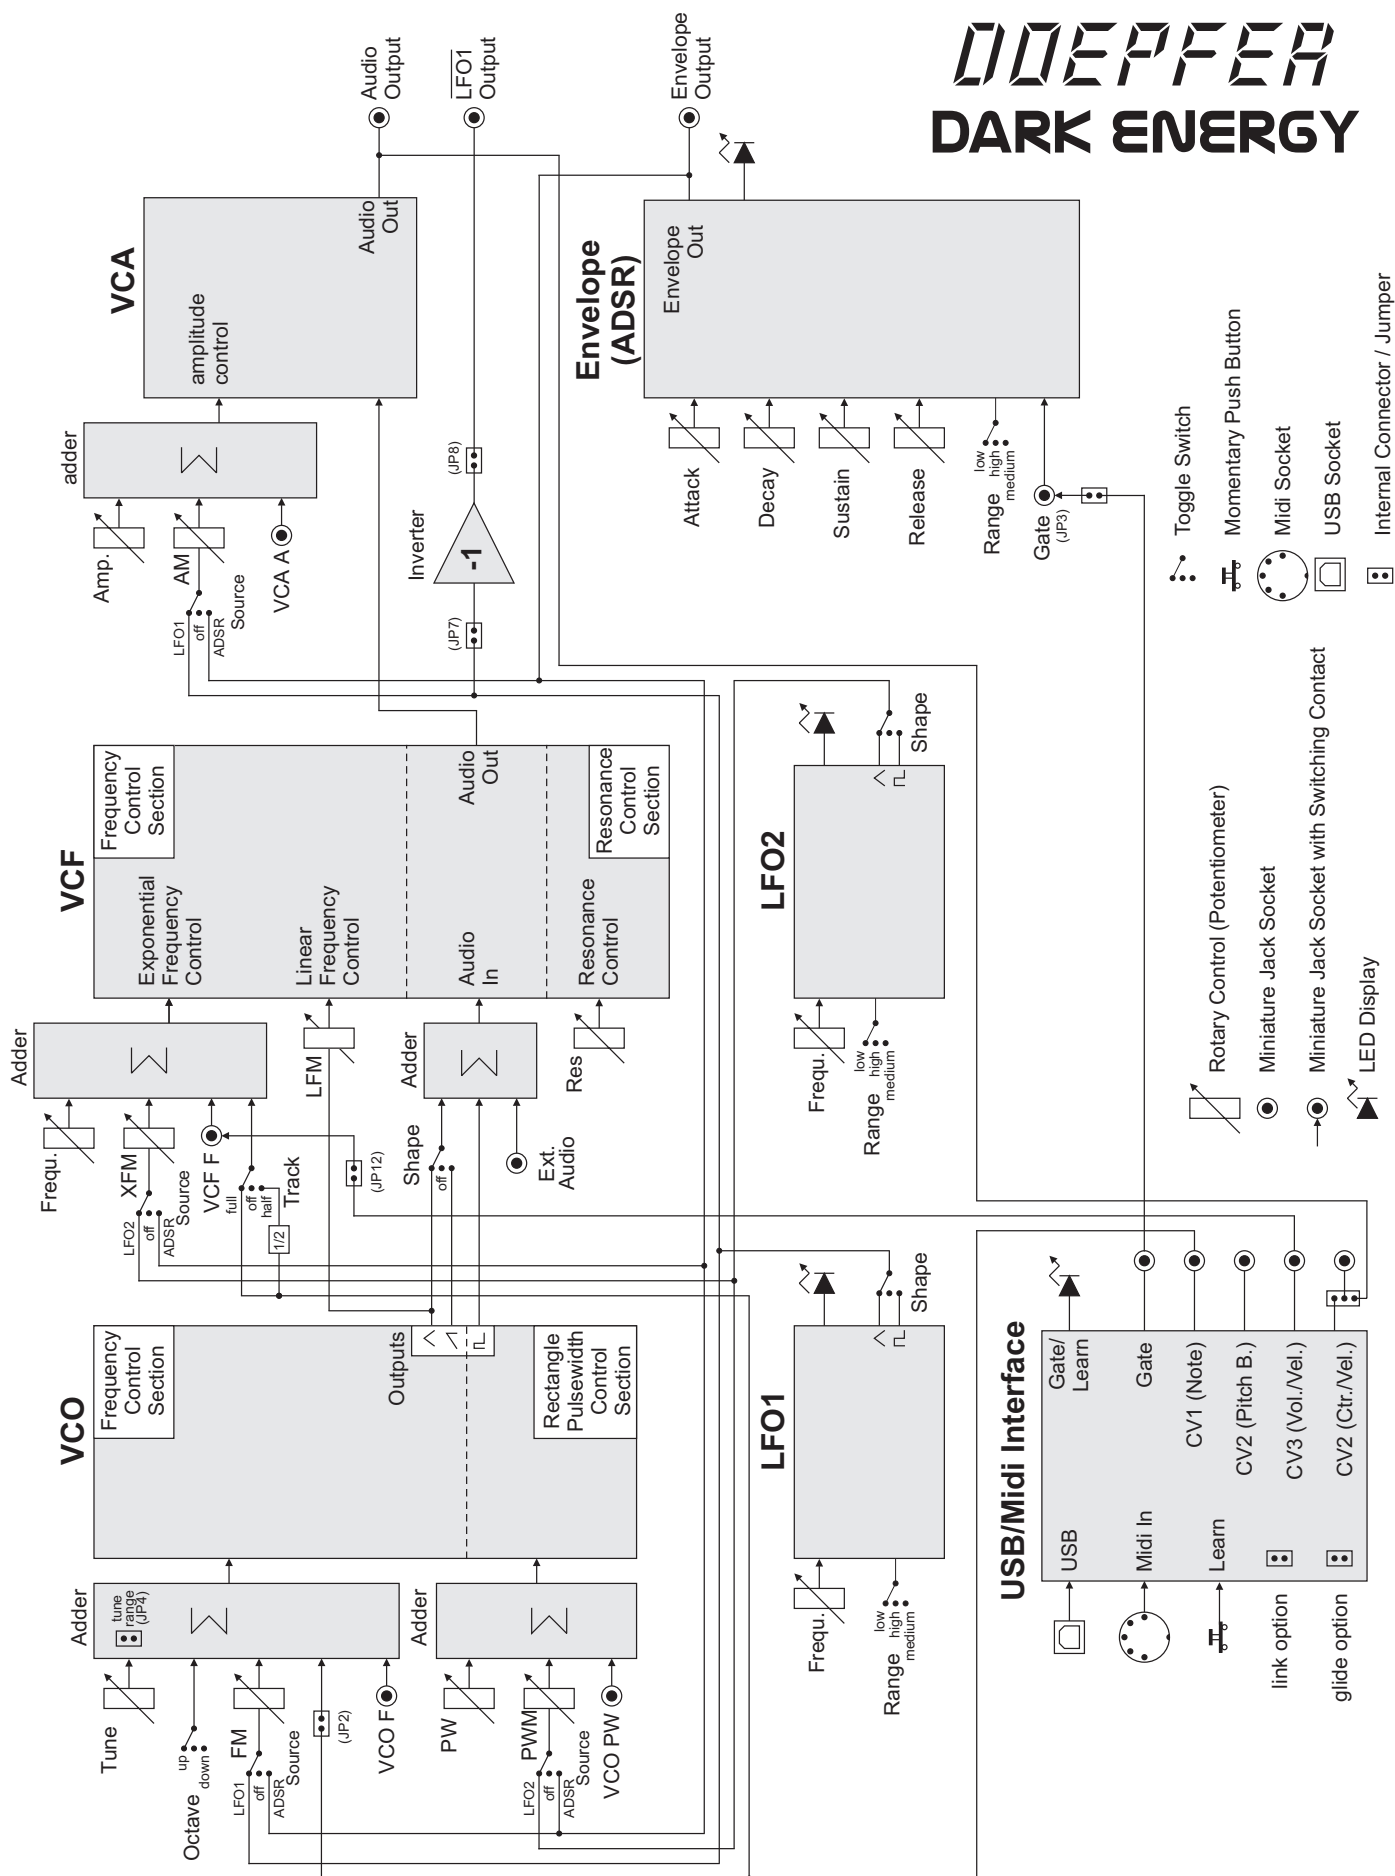 DOEPFER
DARK ENERGY
VCO
Frequency
Control
Section
Outputs
Rectangle
Pulsewidth
Control
Section
Adder
tune
range
(JP4)
Tune
Octave
up
down
FM
LFO1
off
ADSR
Source
(JP2)
VCO F
Adder
PW
PWM
LFO2
off
ADSR
Source
VCO PW
VCF
Frequency
Control
Section
Exponential
Frequency
Control
Linear
Frequency
Control
Audio
In
Audio
Out
Resonance
Control
Resonance
Control
Section
Adder
Frequ.
XFM
LFO2
off
ADSR
Source
VCF F
full
off
half
Track
1/2
(JP12)
LFM
Adder
Shape
off
Ext.
Audio
Res
VCA
amplitude
control
Audio
Out
adder
Amp.
AM
LFO1
off
ADSR
Source
VCA A
Audio
Output
Inverter
-1
(JP7)
(JP8)
LFO1
Output
Envelope
(ADSR)
Envelope
Out
Envelope
Output
Attack
Decay
Sustain
Release
Range
low
high
medium
Gate
(JP3)
LFO1
Frequ.
Range
low
high
medium
Shape
LFO2
Frequ.
Range
low
high
medium
Shape
USB/Midi Interface
USB
Midi In
Learn
link option
glide option
Gate/
Learn
Gate
CV1 (Note)
CV2 (Pitch B.)
CV3 (Vol./Vel.)
CV2 (Ctr./Vel.)
Rotary Control (Potentiometer)
Miniature Jack Socket
Miniature Jack Socket with Switching Contact
LED Display
Toggle Switch
Momentary Push Button
Midi Socket
USB Socket
Internal Connector / Jumper